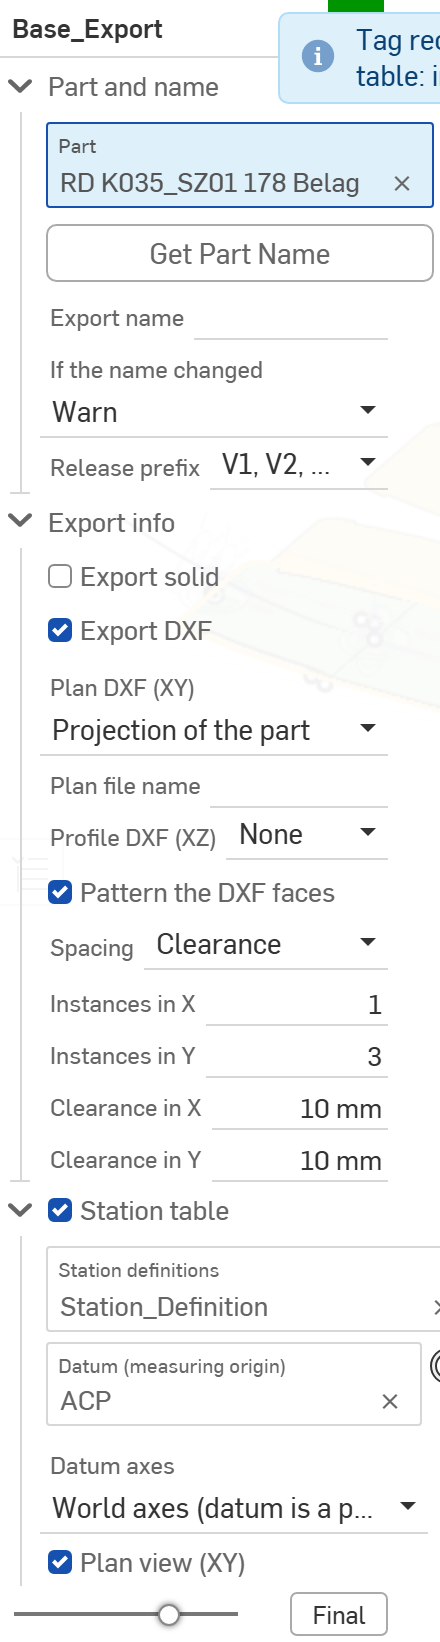 Base_Export
Tag rec
table: i
Part and name
Part
RD K035_SZ01 178 Belag
Get Part Name
Export name
If the name changed
Warn
Release prefix V1, V2, ...
Export info
Export solid
Export DXF
Plan DXF (XY)
Projection of the part
Plan file name
Profile DXF (XZ) None
Pattern the DXF faces
Spacing Clearance
Instances in X 1
Instances in Y 3
Clearance in X 10 mm
Clearance in Y 10 mm
Station table
Station definitions
Station_Definition
Datum (measuring origin)
ACP
Datum axes
World axes (datum is a p...
Plan view (XY)
Final